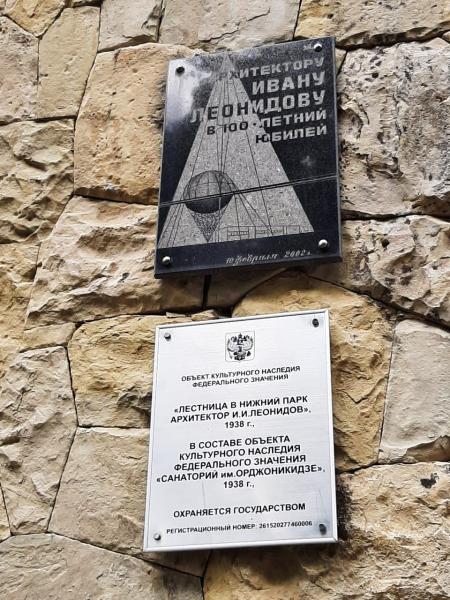 АРХИТЕКТОРУ
ИВАНУ
ЛЕОНИДОВУ
В 100-ЛЕТНИЙ
ЮБИЛЕЙ
10 февраля 2002 г.
ОБЪЕКТ КУЛЬТУРНОГО НАСЛЕДИЯ
ФЕДЕРАЛЬНОГО ЗНАЧЕНИЯ
«ЛЕСТНИЦА В НИЖНИЙ ПАРК
АРХИТЕКТОР И.И.ЛЕОНИДОВ»,
1938 г.,
В СОСТАВЕ ОБЪЕКТА
КУЛЬТУРНОГО НАСЛЕДИЯ
ФЕДЕРАЛЬНОГО ЗНАЧЕНИЯ
«САНАТОРИЙ им.ОРДЖОНИКИДЗЕ»,
1938 г.,
ОХРАНЯЕТСЯ ГОСУДАРСТВОМ
РЕГИСТРАЦИОННЫЙ НОМЕР: 261520277460006